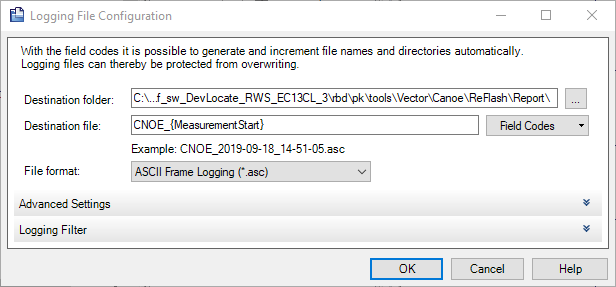 Logging File Configuration
With the field codes it is possible to generate and increment file names and directories automatically.
Logging files can thereby be protected from overwriting.
Destination folder: C:\...f_sw_DevLocate_RWS_EC13CL_3\rbd\pk\tools\Vector\Canoe\ReFlash\Report\ ...
Destination file: CNOE_{MeasurementStart} Field Codes
Example: CNOE_2019-09-18_14-51-05.asc
File format: ASCII Frame Logging (*.asc)
Advanced Settings
Logging Filter
OK Cancel Help